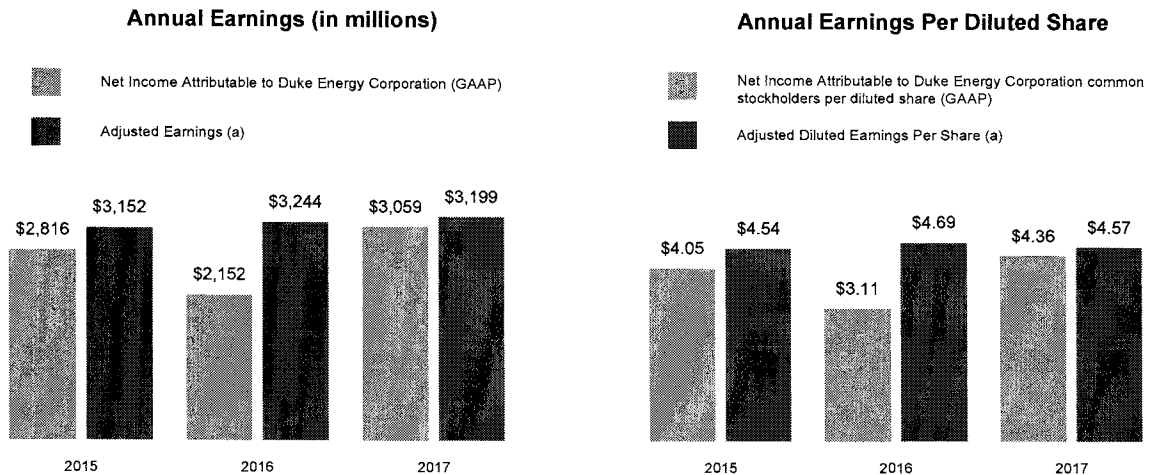 Annual Earnings (in millions)
Net Income Attributable to Duke Energy Corporation (GAAP)
Adjusted Earnings (a)
$2,816
$3,152
$2,152
$3,244
$3,059
$3,199
2015
2016
2017
Annual Earnings Per Diluted Share
Net Income Attributable to Duke Energy Corporation common
stockholders per diluted share (GAAP)
Adjusted Diluted Earnings Per Share (a)
$4.05
$4.54
$3.11
$4.69
$4.36
$4.57
2015
2016
2017